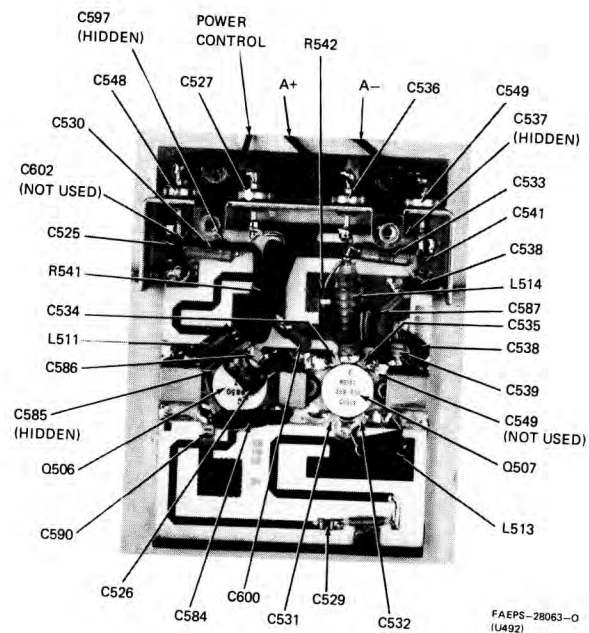 C597
(HIDDEN)
POWER
CONTROL
R542
C548
C527
A+
A–
C536
C549
C530
C537
(HIDDEN)
C602
(NOT USED)
C533
C525
C541
R541
C538
L514
C534
C587
L511
C535
C586
C538
C585
(HIDDEN)
C539
C549
(NOT USED)
Q506
Q507
C590
L513
C526
C584
C600
C531
C529
C532
FAEPS–28063–O
(U492)